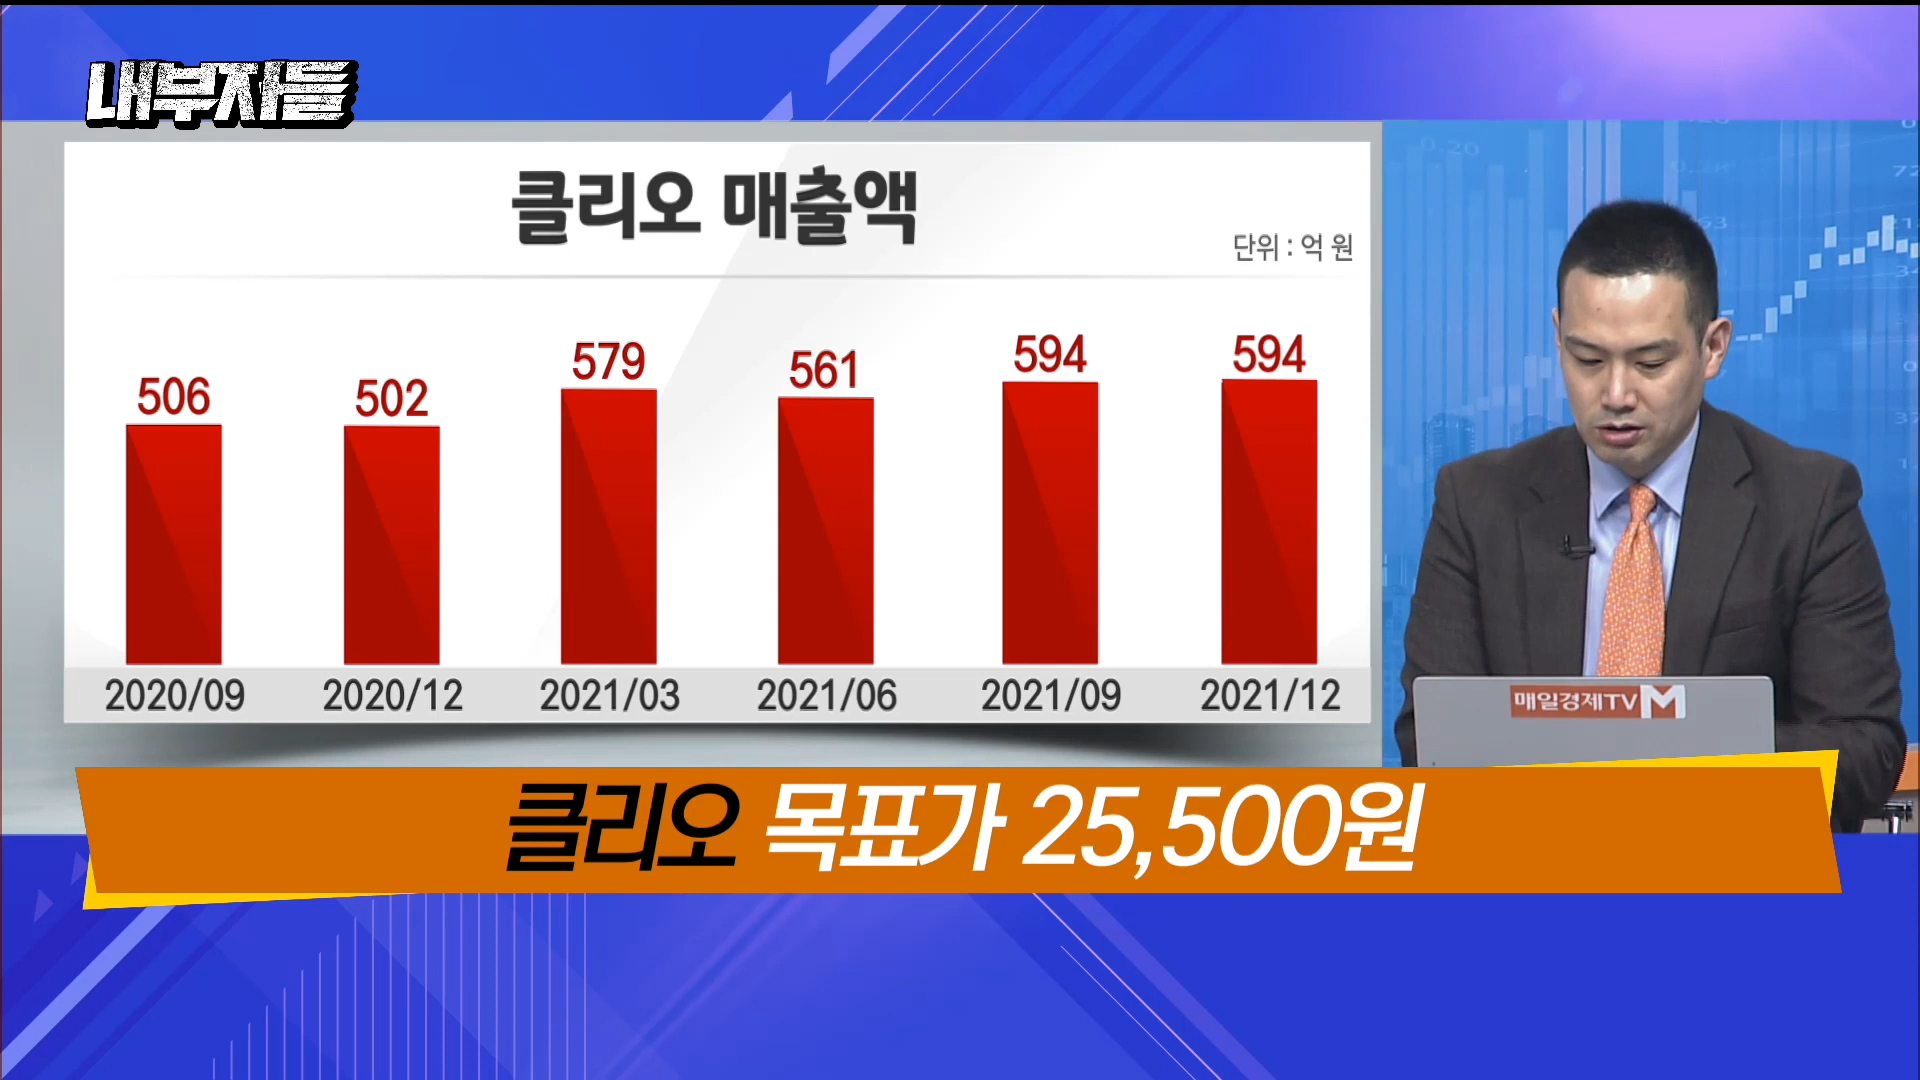 내부자들
클리오 매출액
단위 : 억 원
506 502 579 561 594 594
2020/09 2020/12 2021/03 2021/06 2021/09 2021/12
매일경제TV M
클리오 목표가 25,500원